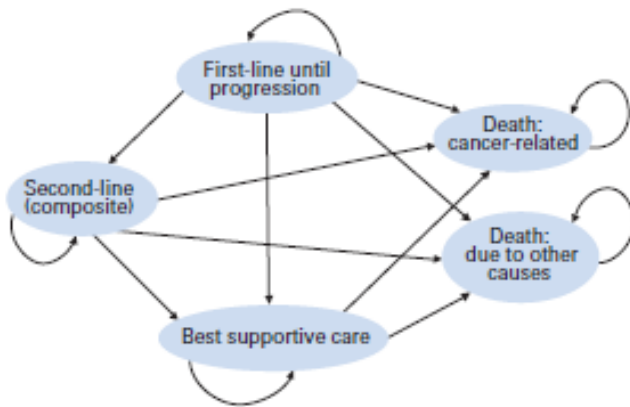 First-line until
progression
Death:
cancer-related
Second-line
(composite)
Death:
due to other
causes
Best supportive care